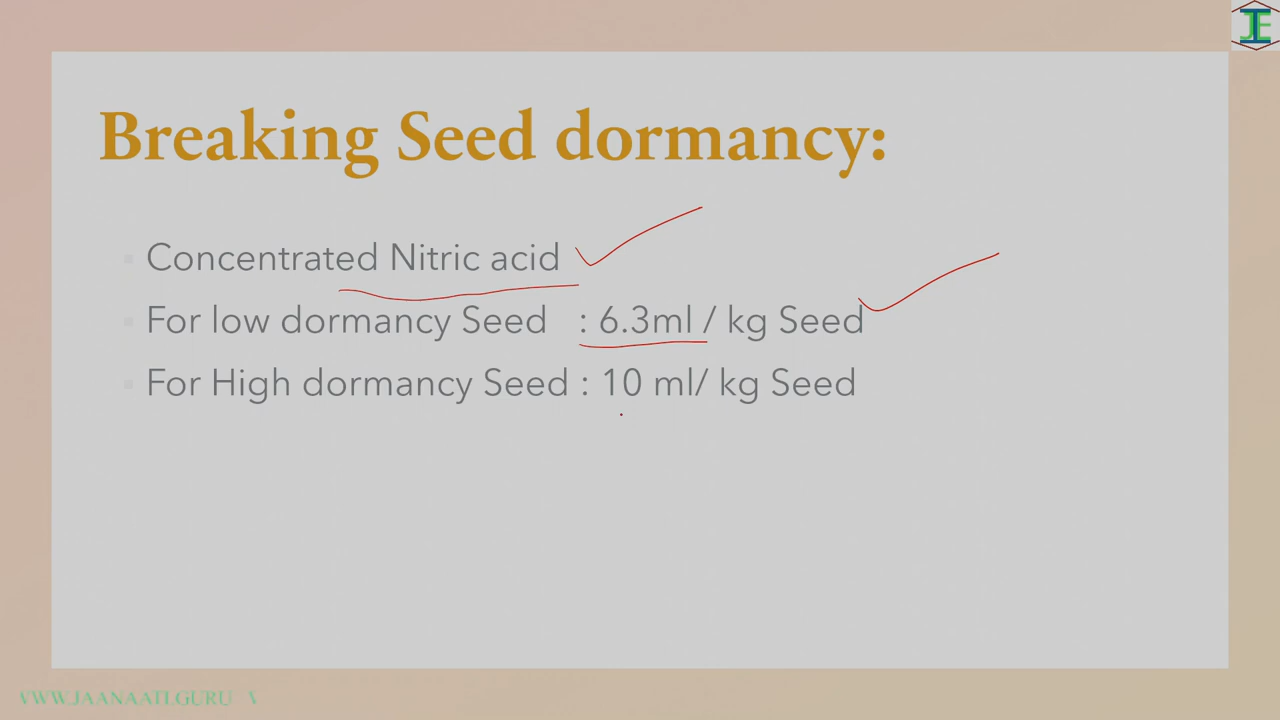 Breaking Seed dormancy:
Concentrated Nitric acid
For low dormancy Seed : 6.3ml / kg Seed
For High dormancy Seed : 10 ml/ kg Seed